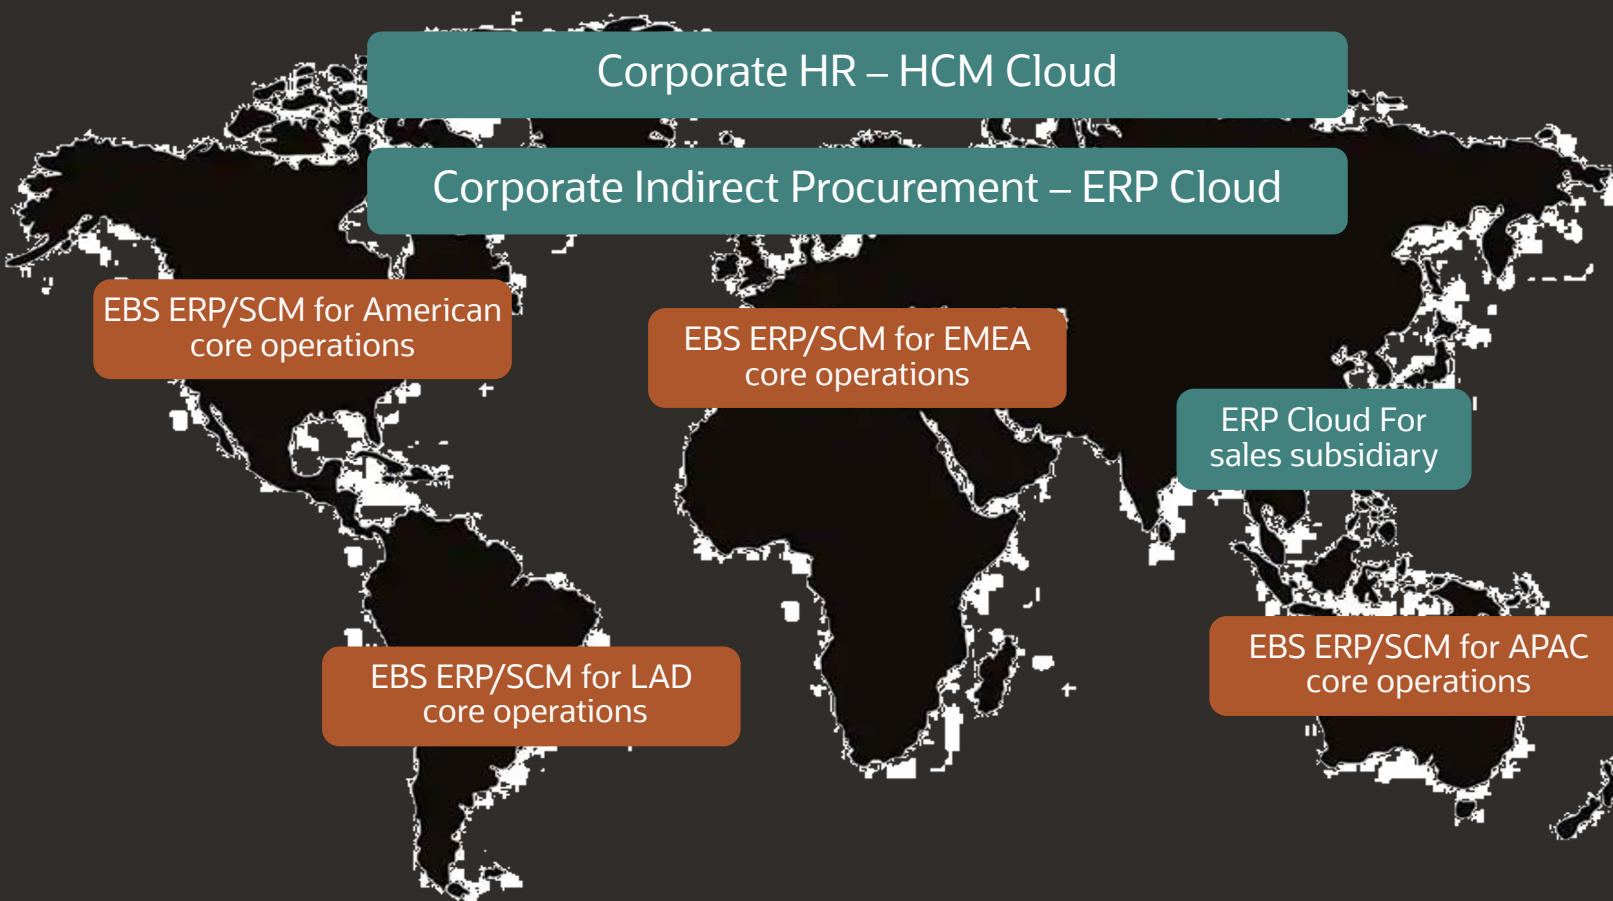 Corporate HR – HCM Cloud
Corporate Indirect Procurement – ERP Cloud
EBS ERP/SCM for American
core operations
EBS ERP/SCM for EMEA
core operations
ERP Cloud For
sales subsidiary
EBS ERP/SCM for LAD
core operations
EBS ERP/SCM for APAC
core operations